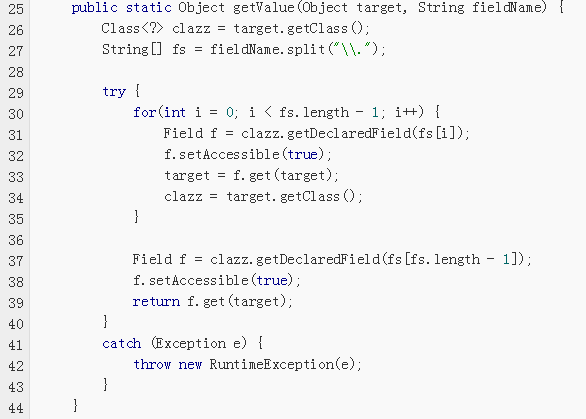 25 public static Object getValue(Object target, String fieldName) {
26 Class<?> clazz = target.getClass();
27 String[] fs = fieldName.split("\\.");
28
29 try {
30 for(int i = 0; i < fs.length - 1; i++) {
31 Field f = clazz.getDeclaredField(fs[i]);
32 f.setAccessible(true);
33 target = f.get(target);
34 clazz = target.getClass();
35 }
36
37 Field f = clazz.getDeclaredField(fs[fs.length - 1]);
38 f.setAccessible(true);
39 return f.get(target);
40 }
41 catch (Exception e) {
42 throw new RuntimeException(e);
43 }
44 }